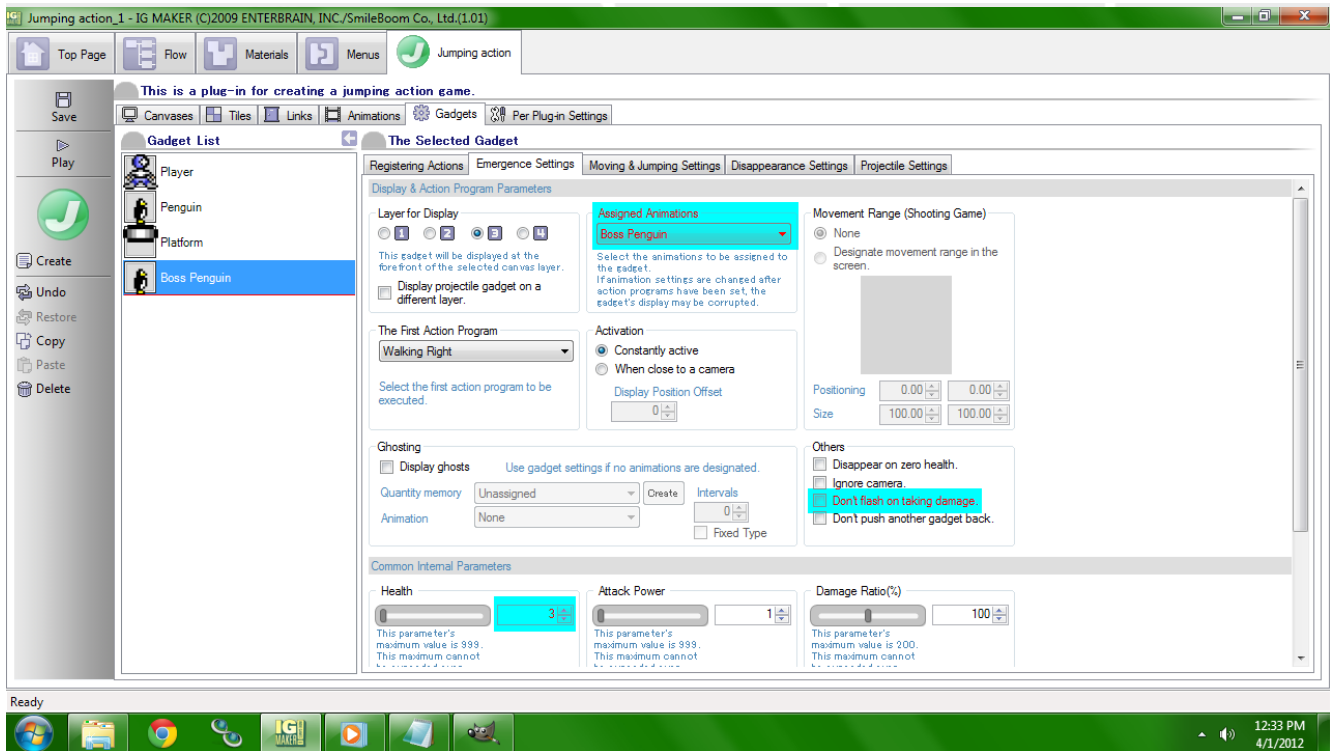 Jumping action_1 - IG MAKER (C)2009 ENTERBRAIN, INC./SmileBoom Co., Ltd.(1.01)
Top Page
Flow
Materials
Menus
Jumping action
Save
Play
Create
Undo
Restore
Copy
Paste
Delete
This is a plug-in for creating a jumping action game.
Canvases
Tiles
Links
Animations
Gadgets
Per Plug-in Settings
Gadget List
Player
Penguin
Platform
Boss Penguin
The Selected Gadget
Registering Actions
Emergence Settings
Moving & Jumping Settings
Disappearance Settings
Projectile Settings
Display & Action Program Parameters
Layer for Display
1 2 3 4
This gadget will be displayed at the
forefront of the selected canvas layer.
Display projectile gadget on a
different layer.
Assigned Animations
Boss Penguin
Select the animations to be assigned to
the gadget.
If animation settings are changed after
action programs have been set, the
gadget's display may be corrupted.
Movement Range (Shooting Game)
None
Designate movement range in the
screen.
Positioning 0.00 0.00
Size 100.00 100.00
The First Action Program
Walking Right
Select the first action program to be
executed.
Activation
Constantly active
When close to a camera
Display Position Offset
0
Ghosting
Display ghosts Use gadget settings if no animations are designated.
Quantity memory Unassigned Create Intervals
0
Animation None
Fixed Type
Others
Disappear on zero health.
Ignore camera.
Don't flash on taking damage.
Don't push another gadget back.
Common Internal Parameters
Health
3
This parameter's
maximum value is 999.
This maximum cannot
Attack Power
1
This parameter's
maximum value is 999.
This maximum cannot
Damage Ratio(%)
100
This parameter's
maximum value is 200.
This maximum cannot
Ready
IG
MAKER
12:33 PM
4/1/2012